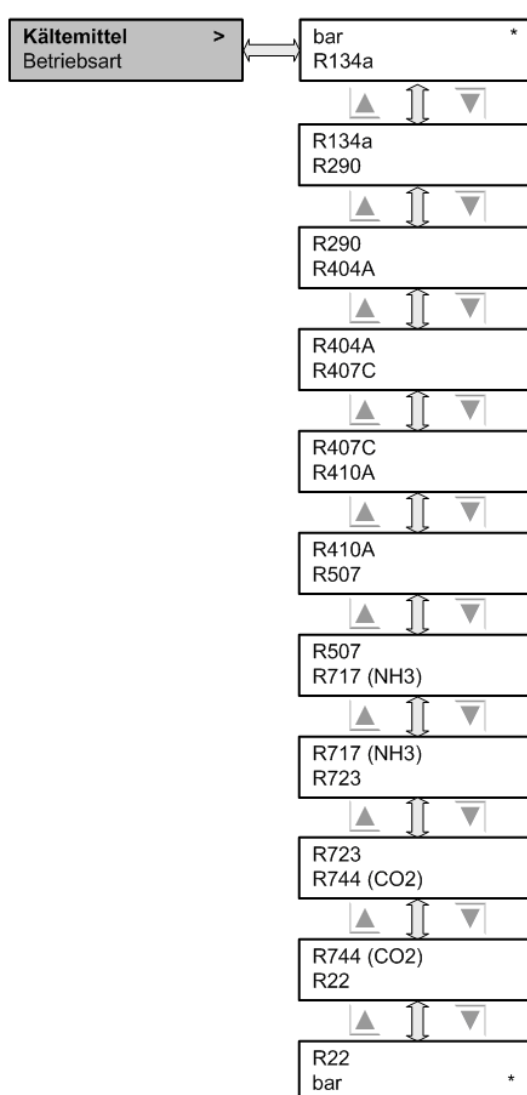 Kältemittel >
Betriebsart
bar *
R134a
R134a
R290
R290
R404A
R404A
R407C
R407C
R410A
R410A
R507
R507
R717 (NH3)
R717 (NH3)
R723
R723
R744 (CO2)
R744 (CO2)
R22
R22
bar *